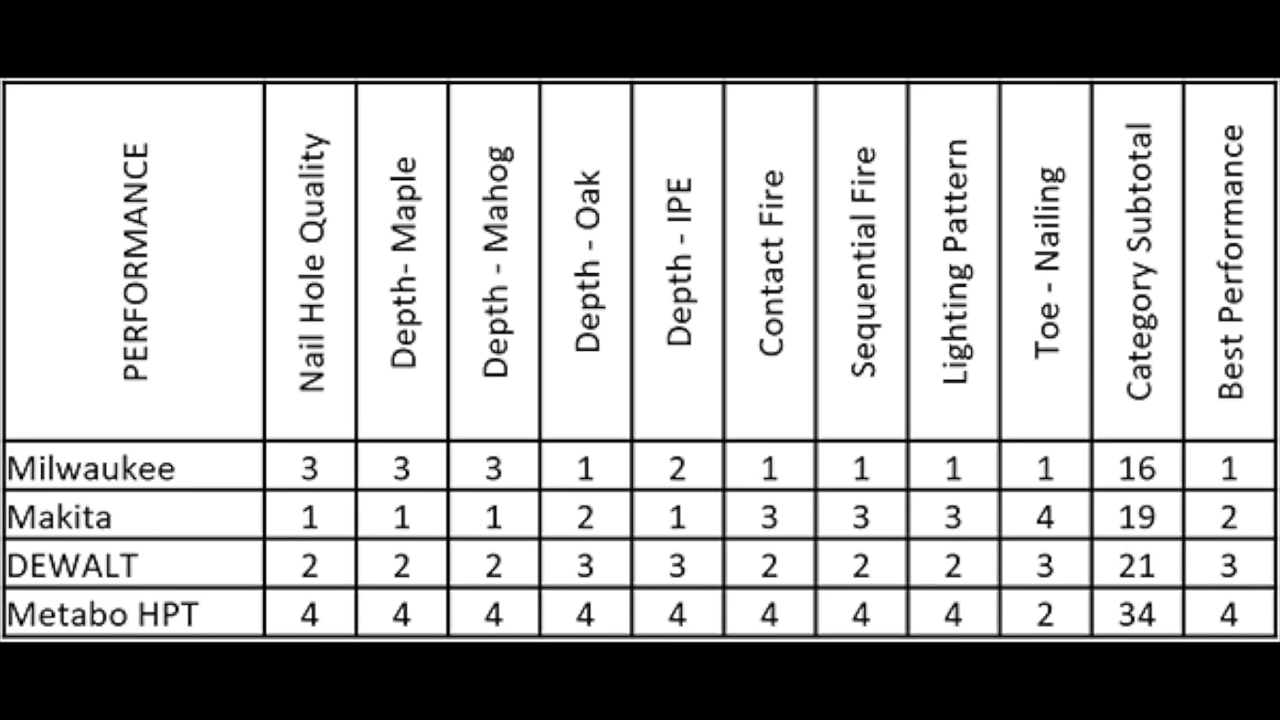 PERFORMANCE Nail Hole Quality Depth- Maple Depth - Mahog Depth - Oak Depth - IPE Contact Fire Sequential Fire Lighting Pattern Toe - Nailing Category Subtotal Best Performance
Milwaukee 3 3 3 1 2 1 1 1 1 16 1
Makita 1 1 1 2 1 3 3 3 4 19 2
DEWALT 2 2 2 3 3 2 2 2 3 21 3
Metabo HPT 4 4 4 4 4 4 4 4 2 34 4